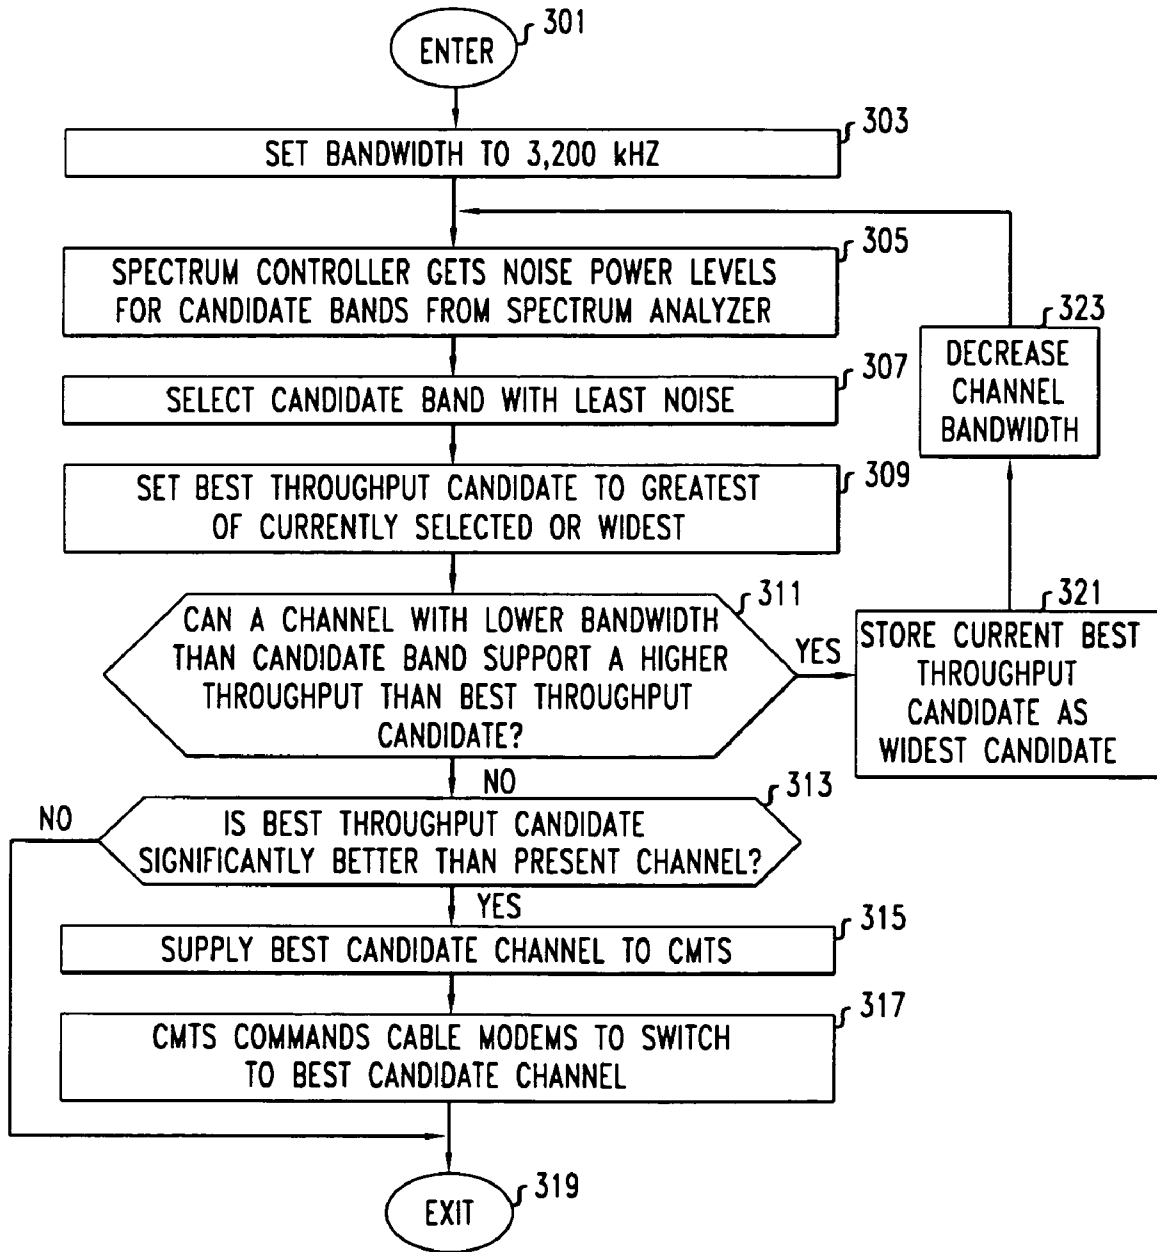 301
ENTER
303
SET BANDWIDTH TO 3,200 kHZ
305
SPECTRUM CONTROLLER GETS NOISE POWER LEVELS
FOR CANDIDATE BANDS FROM SPECTRUM ANALYZER
323
DECREASE
CHANNEL
BANDWIDTH
307
SELECT CANDIDATE BAND WITH LEAST NOISE
309
SET BEST THROUGHPUT CANDIDATE TO GREATEST
OF CURRENTLY SELECTED OR WIDEST
311
CAN A CHANNEL WITH LOWER BANDWIDTH
THAN CANDIDATE BAND SUPPORT A HIGHER
THROUGHPUT THAN BEST THROUGHPUT
CANDIDATE?
YES
321
STORE CURRENT BEST
THROUGHPUT
CANDIDATE AS
WIDEST CANDIDATE
NO
313
NO
IS BEST THROUGHPUT CANDIDATE
SIGNIFICANTLY BETTER THAN PRESENT CHANNEL?
YES
315
SUPPLY BEST CANDIDATE CHANNEL TO CMTS
317
CMTS COMMANDS CABLE MODEMS TO SWITCH
TO BEST CANDIDATE CHANNEL
319
EXIT